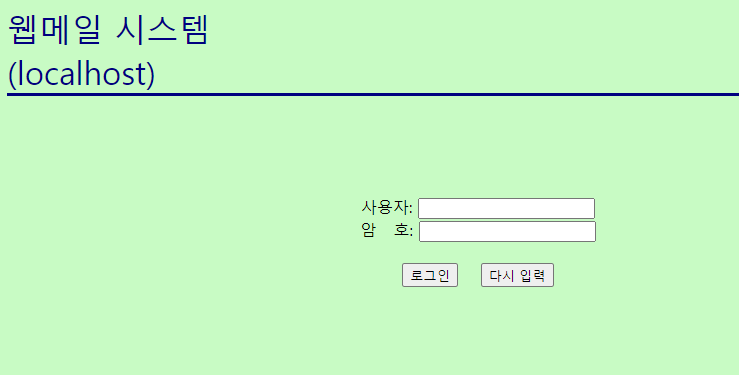 웹메일 시스템
(localhost)
사용자:
암 호:
로그인 다시 입력